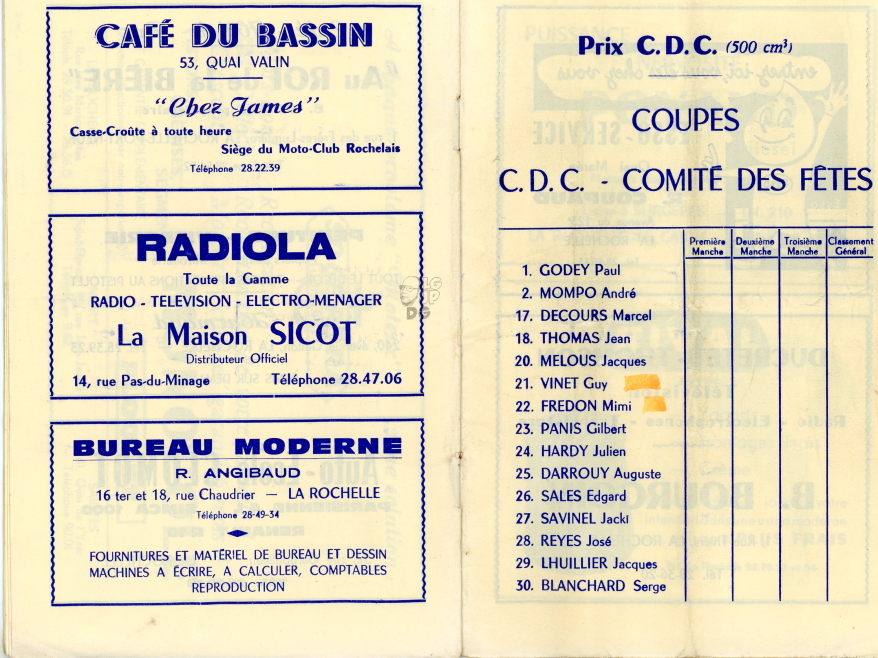 CAFÉ DU BASSIN
53, QUAI VALIN
"Chez James"
Casse-Croûte à toute heure
Siège du Moto-Club Rochelais
Téléphone 28.22.39
RADIOLA
Toute la Gamme
RADIO - TELEVISION - ELECTRO-MENAGER
La Maison SICOT
Distributeur Officiel
14, rue Pas-du-Minage Téléphone 28.47.06
BUREAU MODERNE
R. ANGIBAUD
16 ter et 18, rue Chaudrier — LA ROCHELLE
Téléphone 28-49-34
FOURNITURES ET MATÉRIEL DE BUREAU ET DESSIN
MACHINES A ÉCRIRE, A CALCULER, COMPTABLES
REPRODUCTION
Prix C.D.C. (500 cm³)
COUPES
C.D.C. - COMITÉ DES FÊTES
Première Manche Deuxième Manche Troisième Manche Classement Général
1. GODEY Paul
2. MOMPO André
17. DECOURS Marcel
18. THOMAS Jean
20. MELOUS Jacques
21. VINET Guy
22. FREDON Mimi
23. PANIS Gilbert
24. HARDY Julien
25. DARROUY Auguste
26. SALES Edgard
27. SAVINEL Jacki
28. REYES José
29. LHUILLIER Jacques
30. BLANCHARD Serge